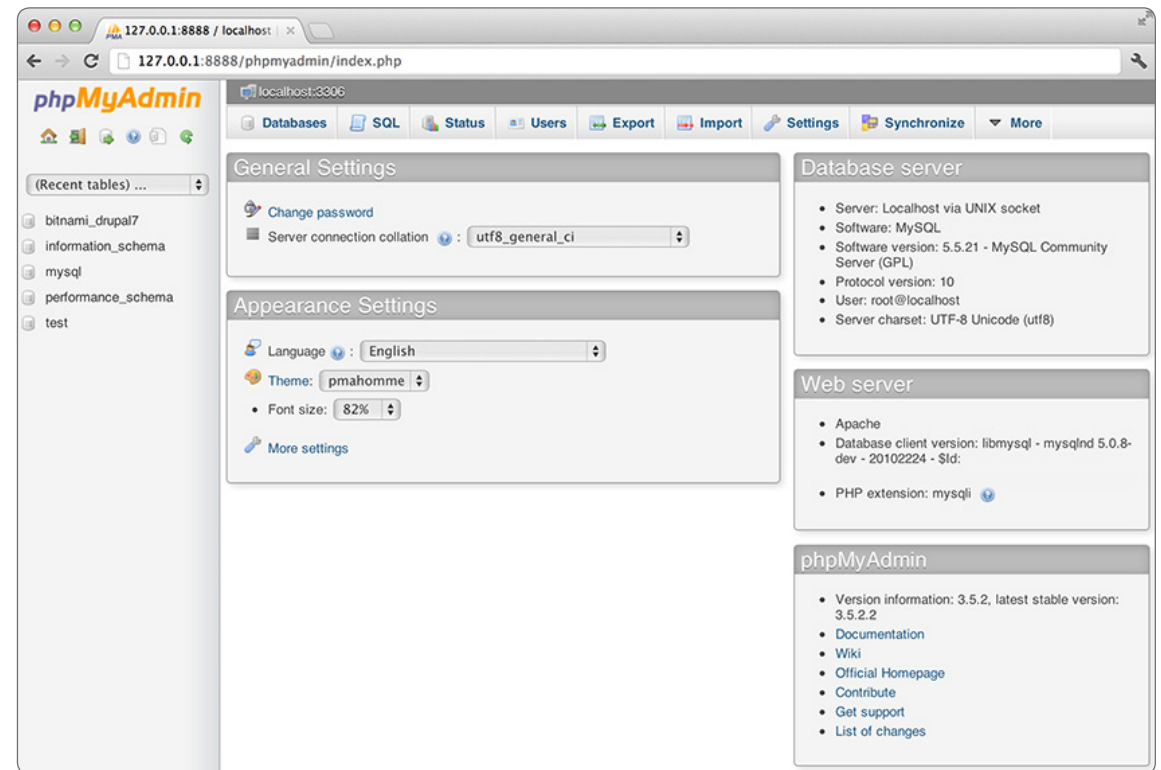 127.0.0.1:8888 / localhost |
127.0.0.1:8888/phpmyadmin/index.php
phpMyAdmin
(Recent tables) ...
bitnami_drupal7
information_schema
mysql
performance_schema
test
localhost:3306
Databases SQL Status Users Export Import Settings Synchronize More
General Settings
Change password
Server connection collation : utf8_general_ci
Appearance Settings
Language : English
Theme: pmahomme
• Font size: 82%
More settings
Database server
• Server: Localhost via UNIX socket
• Software: MySQL
• Software version: 5.5.21 - MySQL Community
Server (GPL)
• Protocol version: 10
• User: root@localhost
• Server charset: UTF-8 Unicode (utf8)
Web server
• Apache
• Database client version: libmysql - mysqlnd 5.0.8-
dev - 20102224 - $Id:
• PHP extension: mysqli
phpMyAdmin
• Version information: 3.5.2, latest stable version:
3.5.2.2
• Documentation
• Wiki
• Official Homepage
• Contribute
• Get support
• List of changes